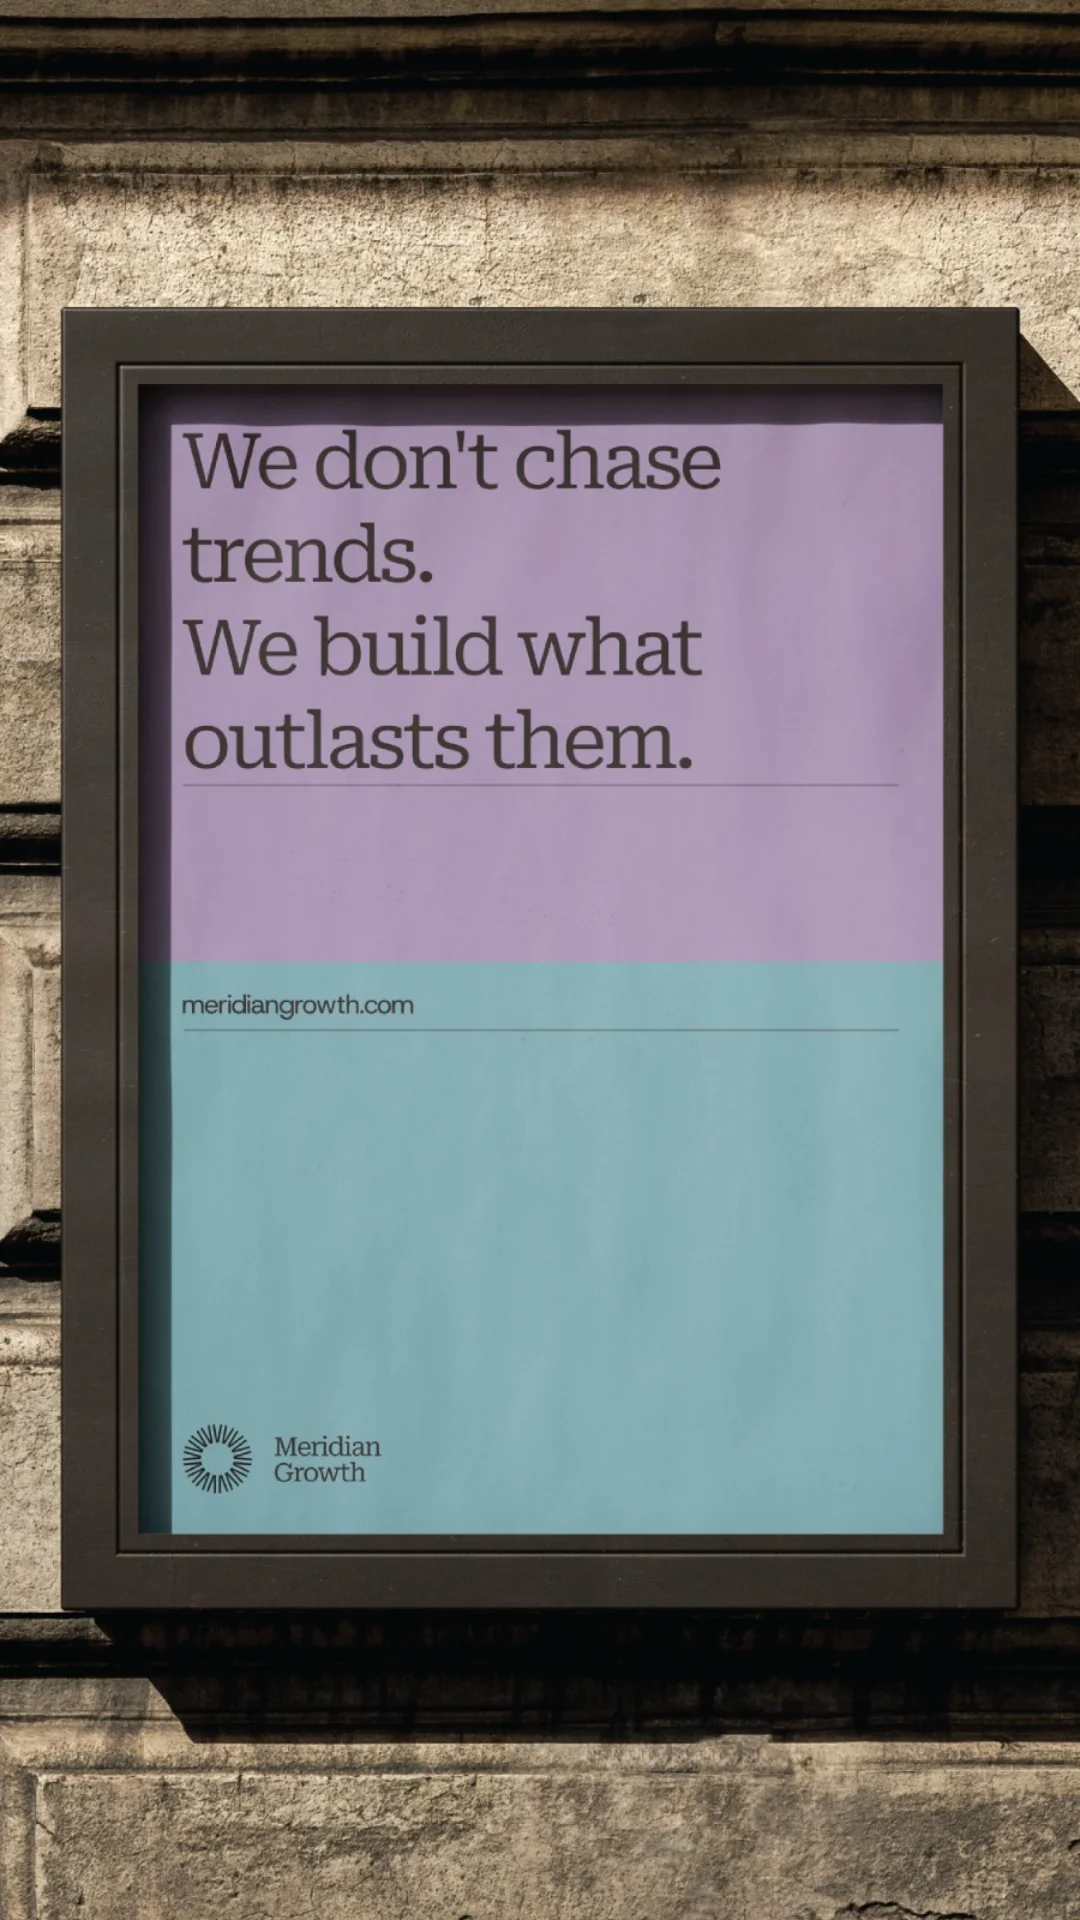 We don't chase
trends.
We build what
outlasts them.
meridiangrowth.com
Meridian
Growth